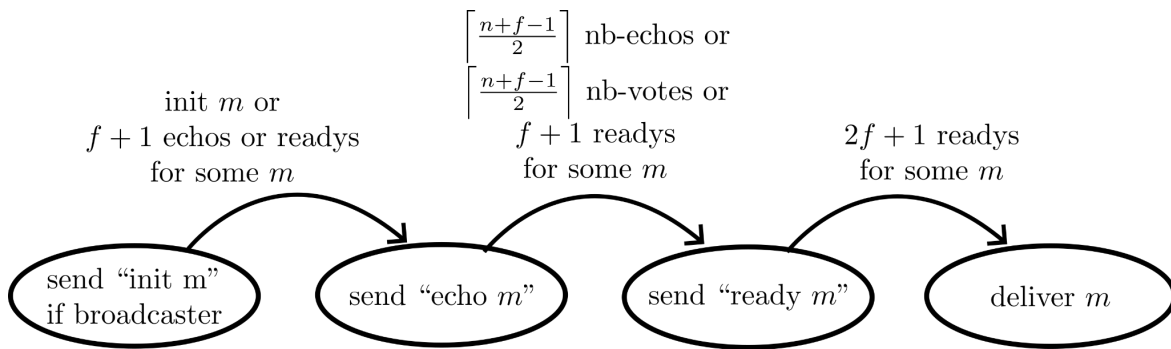 ⌈(n+f−1)/2⌉ nb-echos or
⌈(n+f−1)/2⌉ nb-votes or
init m or
f + 1 echos or readys
for some m
f + 1 readys
for some m
2f + 1 readys
for some m
send “init m”
if broadcaster
send “echo m”
send “ready m”
deliver m